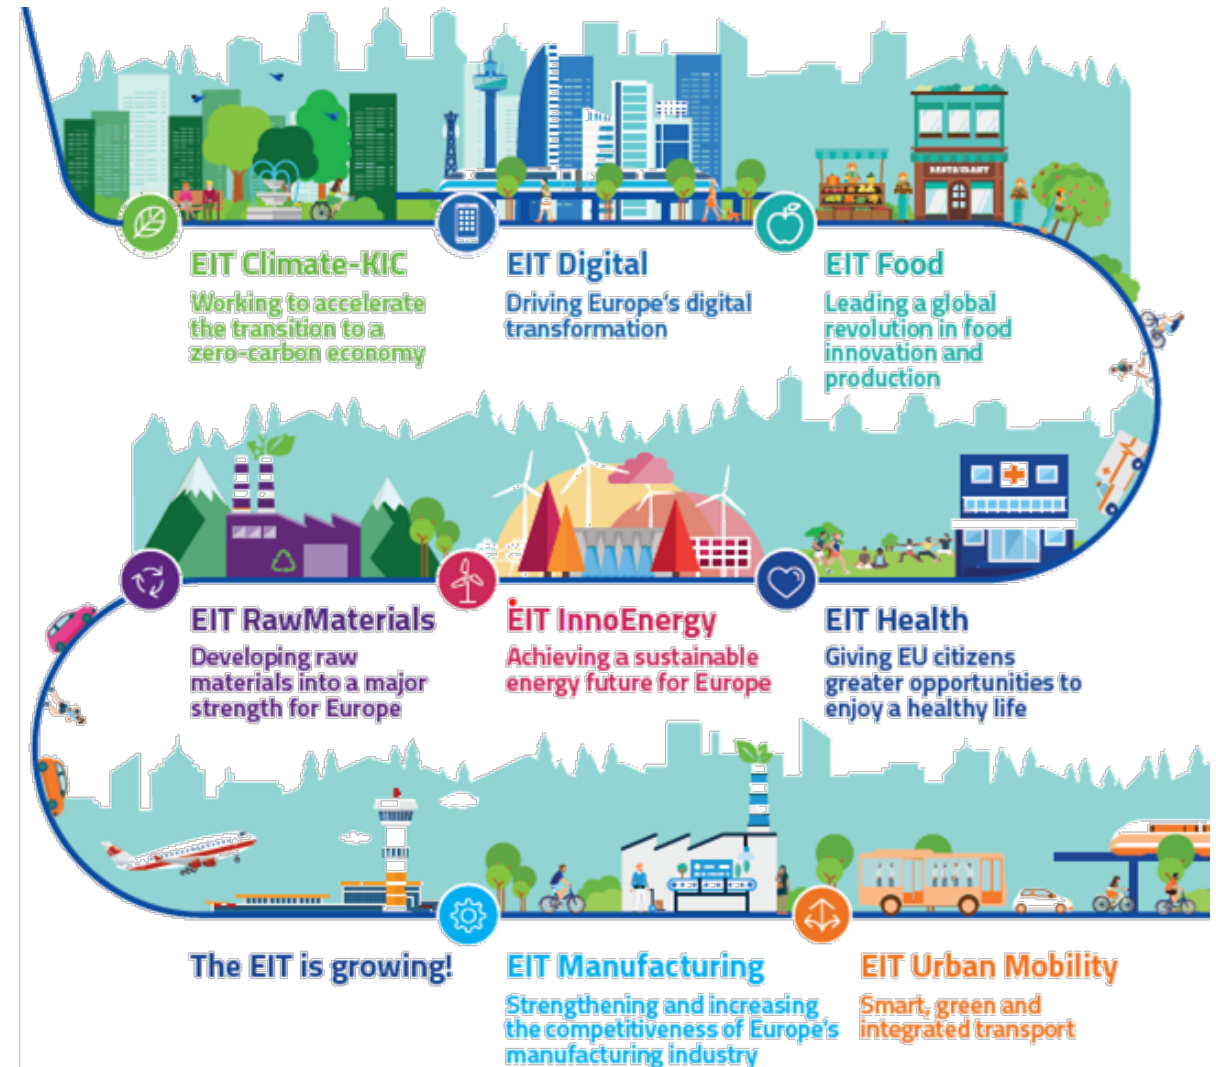 RESTAURANT
EIT Climate-KIC
Working to accelerate
the transition to a
zero-carbon economy
EIT Digital
Driving Europe's digital
transformation
EIT Food
Leading a global
revolution in food
innovation and
production
EIT RawMaterials
Developing raw
materials into a major
strength for Europe
EIT InnoEnergy
Achieving a sustainable
energy future for Europe
EIT Health
Giving EU citizens
greater opportunities to
enjoy a healthy life
The EIT is growing!
EIT Manufacturing
Strengthening and increasing
the competitiveness of Europe's
manufacturing industry
EIT Urban Mobility
Smart, green and
integrated transport